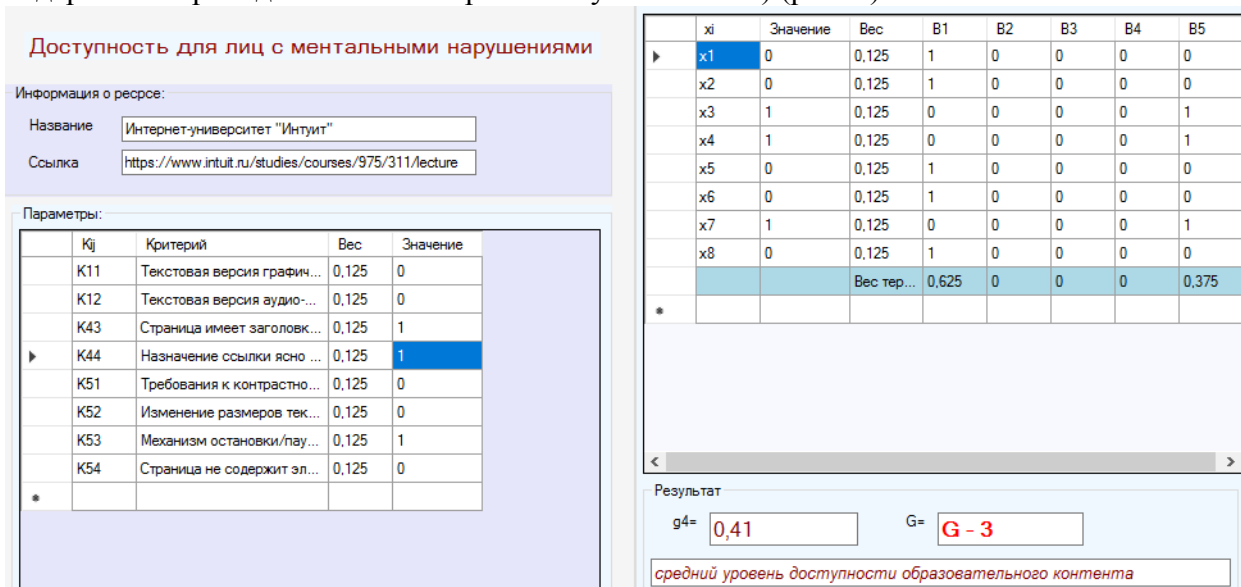 Доступность для лиц с ментальными нарушениями
Информация о ресрсе:
Название Интернет-университет "Интуит"
Ссылка https://www.intuit.ru/studies/courses/975/311/lecture
Параметры:
Kij Критерий Вес Значение
K11 Текстовая версия графич... 0,125 0
K12 Текстовая версия аудио-... 0,125 0
K43 Страница имеет заголовк... 0,125 1
K44 Назначение ссылки ясно ... 0,125 1
K51 Требования к контрастно... 0,125 0
K52 Изменение размеров тек... 0,125 0
K53 Механизм остановки/пау... 0,125 1
K54 Страница не содержит эл... 0,125 0
xi Значение Вес B1 B2 B3 B4 B5
x1 0 0,125 1 0 0 0 0
x2 0 0,125 1 0 0 0 0
x3 1 0,125 0 0 0 0 1
x4 1 0,125 0 0 0 0 1
x5 0 0,125 1 0 0 0 0
x6 0 0,125 1 0 0 0 0
x7 1 0,125 0 0 0 0 1
x8 0 0,125 1 0 0 0 0
Вес тер... 0,625 0 0 0 0,375
Результат
g4= 0,41 G= G - 3
средний уровень доступности образовательного контента